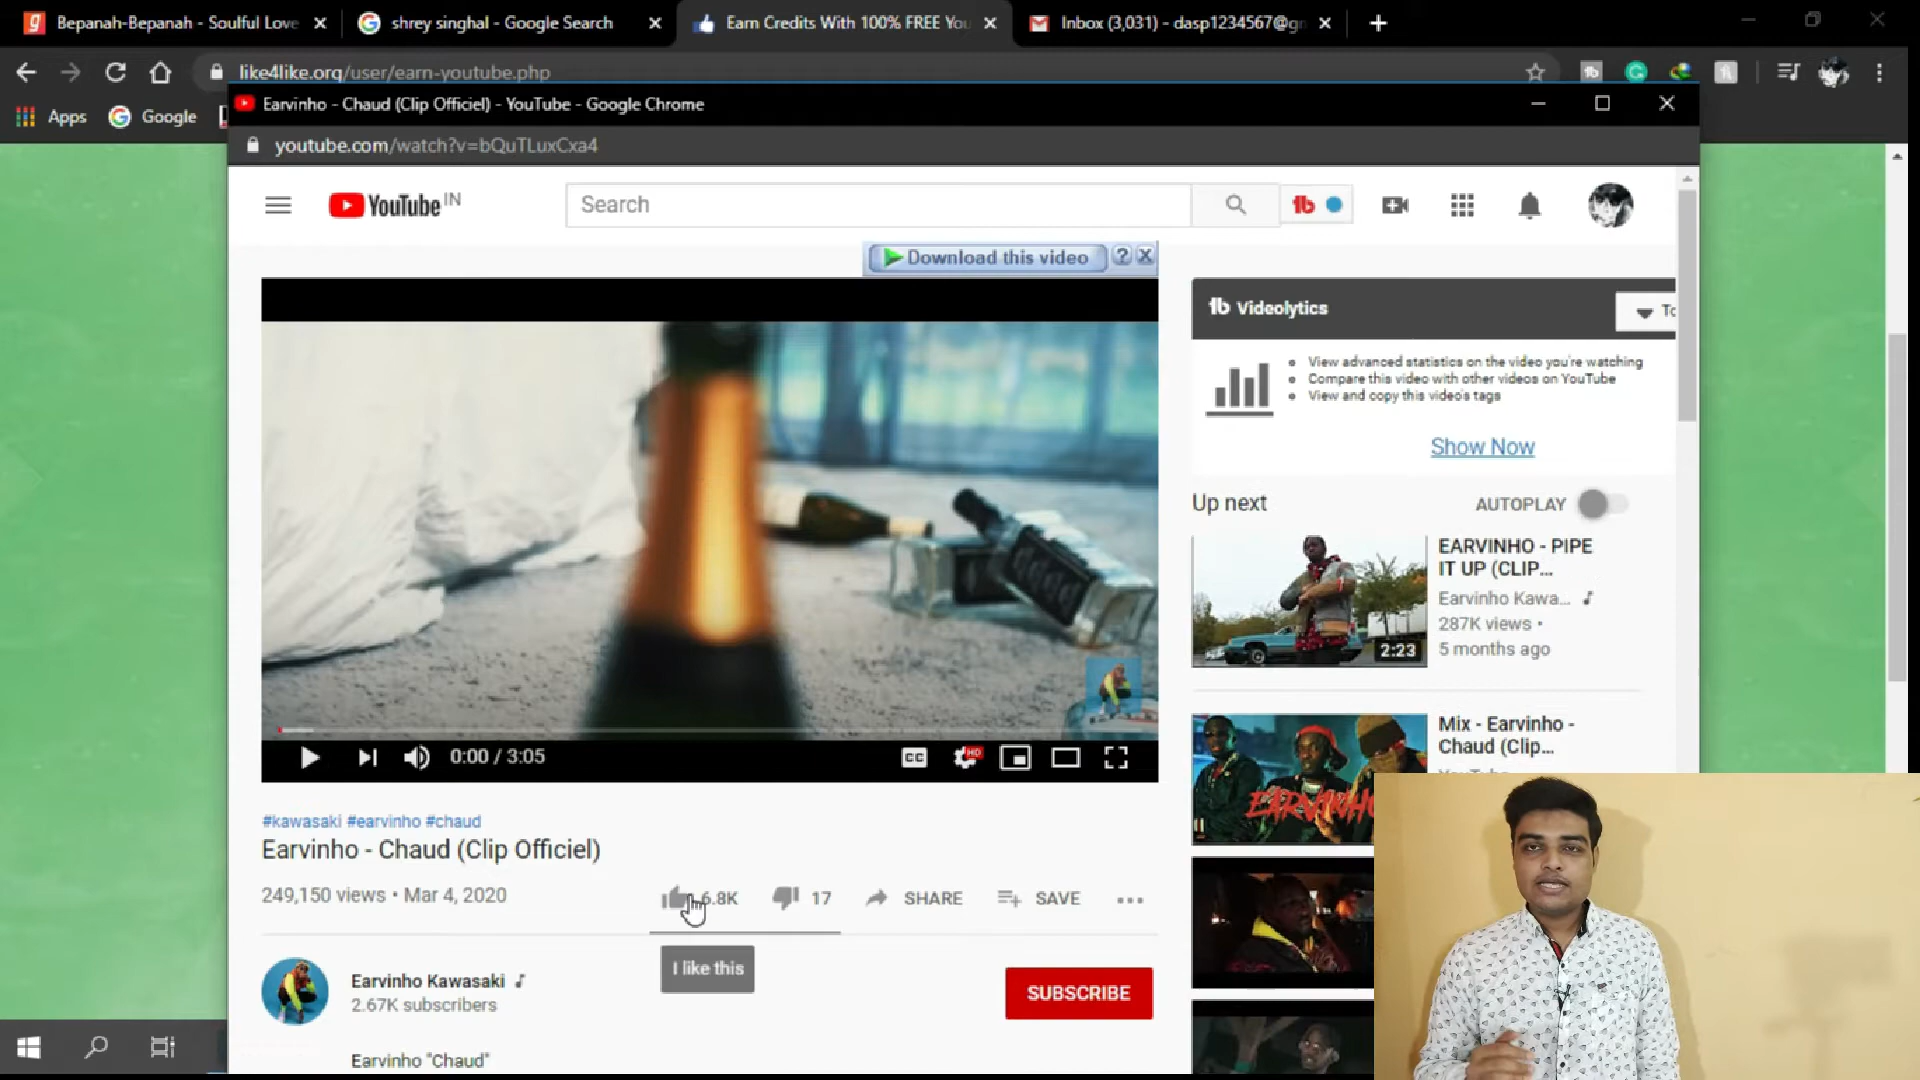 Bepanah-Bepanah - Soulful Love
shrey singhal - Google Search
Earn Credits With 100% FREE You
Inbox (3,031) - dasp1234567@g
like4like.org/user/earn-youtube.php
Apps
Google
Earvinho - Chaud (Clip Officiel) - YouTube - Google Chrome
youtube.com/watch?v=bQuTLuxCxa4
YouTube IN
Search
Download this video
Videolytics
To
View advanced statistics on the video you're watching
Compare this video with other videos on YouTube
View and copy this video's tags
Show Now
Up next
AUTOPLAY
EARVINHO - PIPE
IT UP (CLIP...
Earvinho Kawa...
287K views •
5 months ago
2:23
Mix - Earvinho -
Chaud (Clip...
YouTube
0:00 / 3:05
CC
HD
#kawasaki #earvinho #chaud
Earvinho - Chaud (Clip Officiel)
249,150 views • Mar 4, 2020
6.8K
17
SHARE
SAVE
I like this
Earvinho Kawasaki
2.67K subscribers
SUBSCRIBE
Earvinho "Chaud"